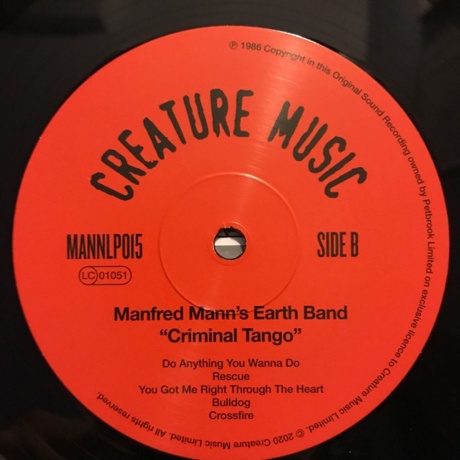 ℗ 1986 Copyright in this Original Sound Recording owned by Petbrook Limited on exclusive licence to Creature Music Limited. © 2020 Creature Music Limited. All rights reserved.
CREATURE MUSIC
MANNLP015
SIDE B
LC 01051
Manfred Mann's Earth Band
“Criminal Tango”
Do Anything You Wanna Do
Rescue
You Got Me Right Through The Heart
Bulldog
Crossfire